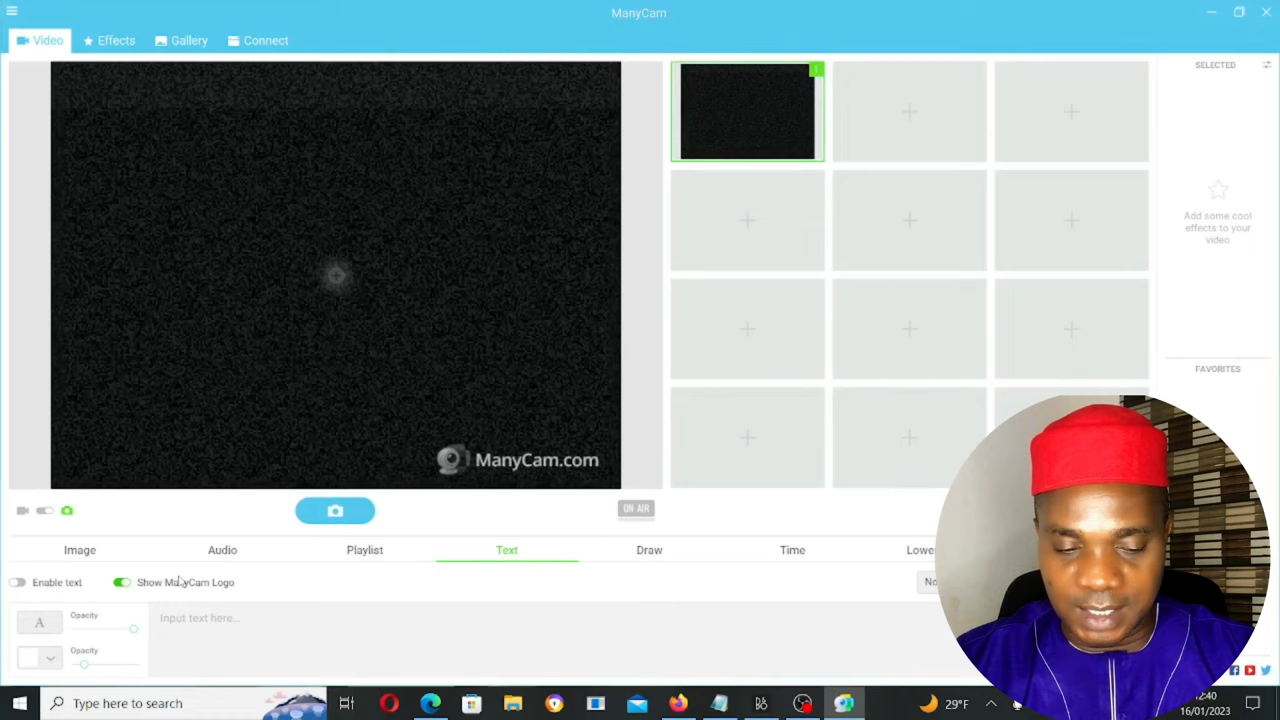 ManyCam
Video
Effects
Gallery
Connect
SELECTED
Add some cool
effects to your
video
FAVORITES
ManyCam.com
ON AIR
Image
Audio
Playlist
Text
Draw
Time
Enable text
Show ManyCam Logo
A
Opacity
Input text here...
Opacity
Type here to search
29°F
12:40
16/01/2023